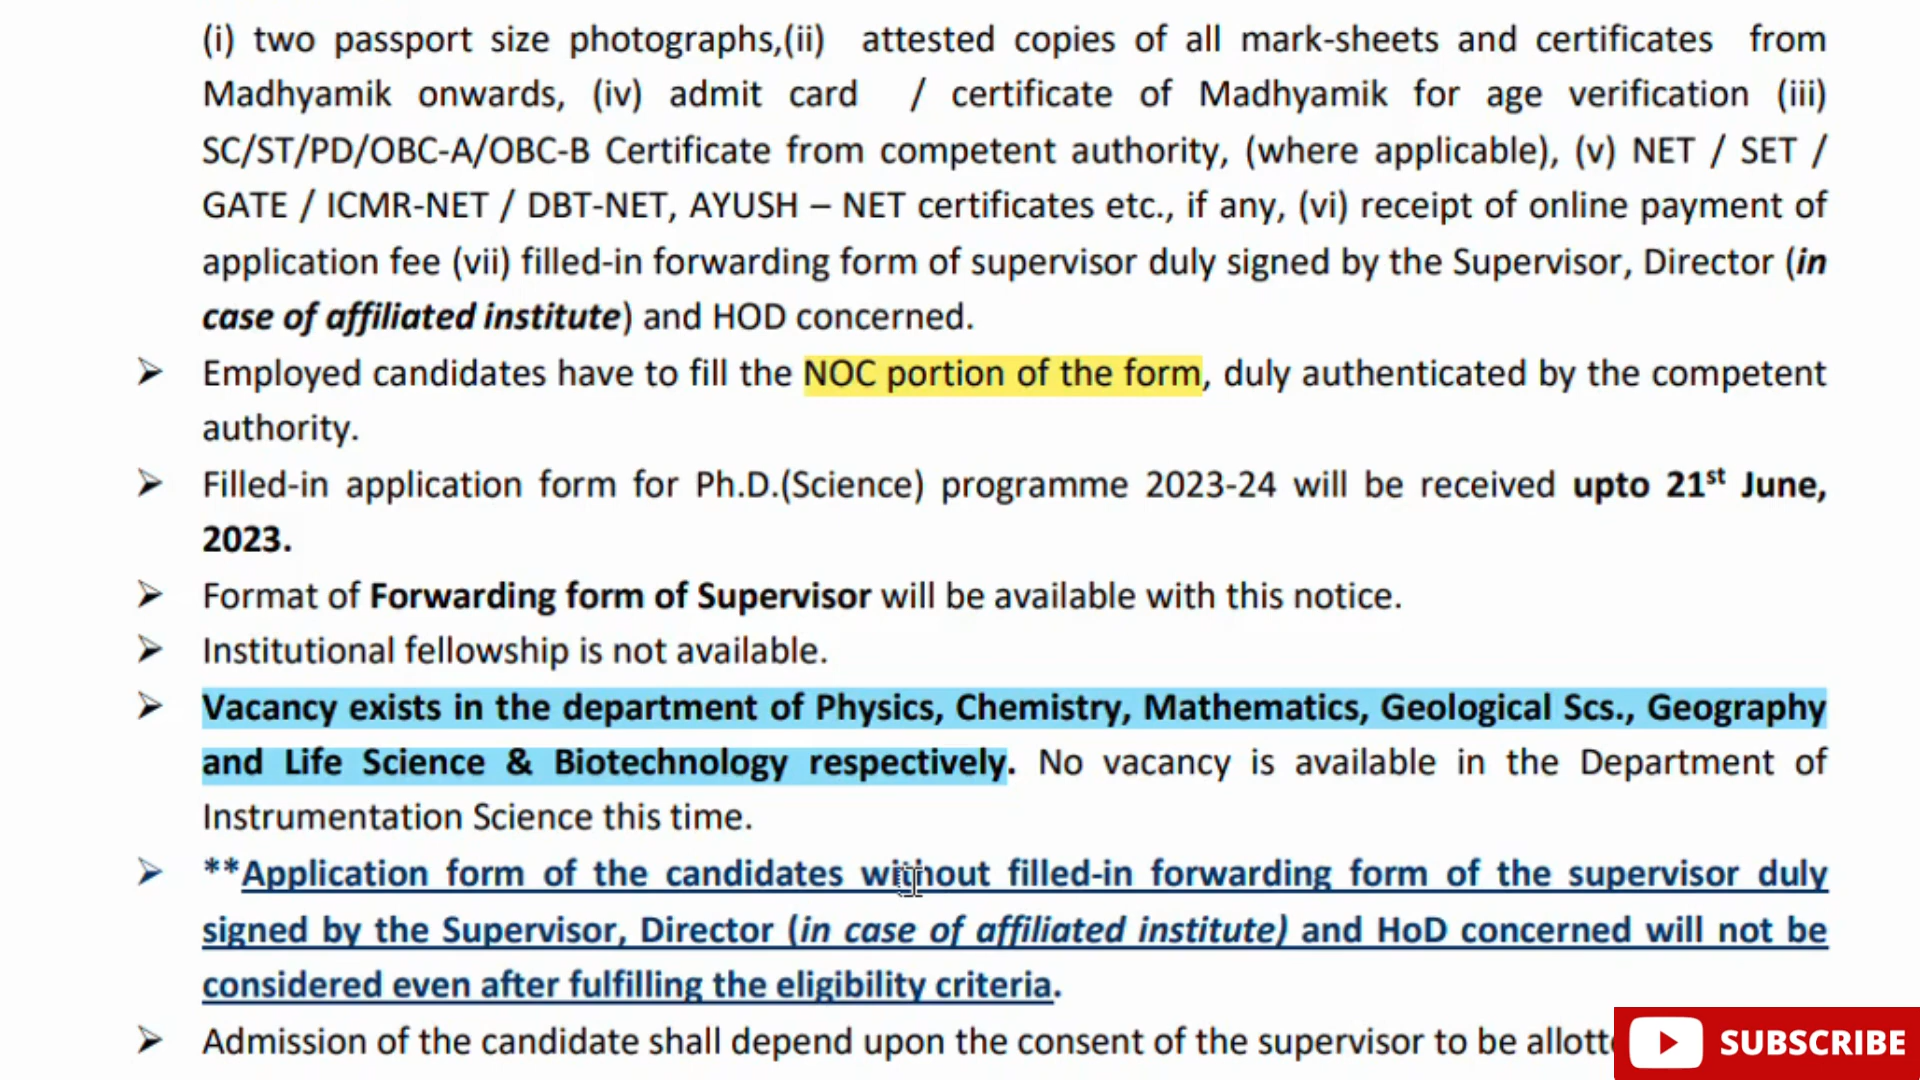 (i) two passport size photographs,(ii) attested copies of all mark-sheets and certificates from
Madhyamik onwards, (iv) admit card / certificate of Madhyamik for age verification (iii)
SC/ST/PD/OBC-A/OBC-B Certificate from competent authority, (where applicable), (v) NET / SET /
GATE / ICMR-NET / DBT-NET, AYUSH – NET certificates etc., if any, (vi) receipt of online payment of
application fee (vii) filled-in forwarding form of supervisor duly signed by the Supervisor, Director (in
case of affiliated institute) and HOD concerned.
➢ Employed candidates have to fill the NOC portion of the form, duly authenticated by the competent
authority.
➢ Filled-in application form for Ph.D.(Science) programme 2023-24 will be received upto 21st June,
2023.
➢ Format of Forwarding form of Supervisor will be available with this notice.
➢ Institutional fellowship is not available.
➢ Vacancy exists in the department of Physics, Chemistry, Mathematics, Geological Scs., Geography
and Life Science & Biotechnology respectively. No vacancy is available in the Department of
Instrumentation Science this time.
➢ **Application form of the candidates without filled-in forwarding form of the supervisor duly
signed by the Supervisor, Director (in case of affiliated institute) and HoD concerned will not be
considered even after fulfilling the eligibility criteria.
➢ Admission of the candidate shall depend upon the consent of the supervisor to be
SUBSCRIBE